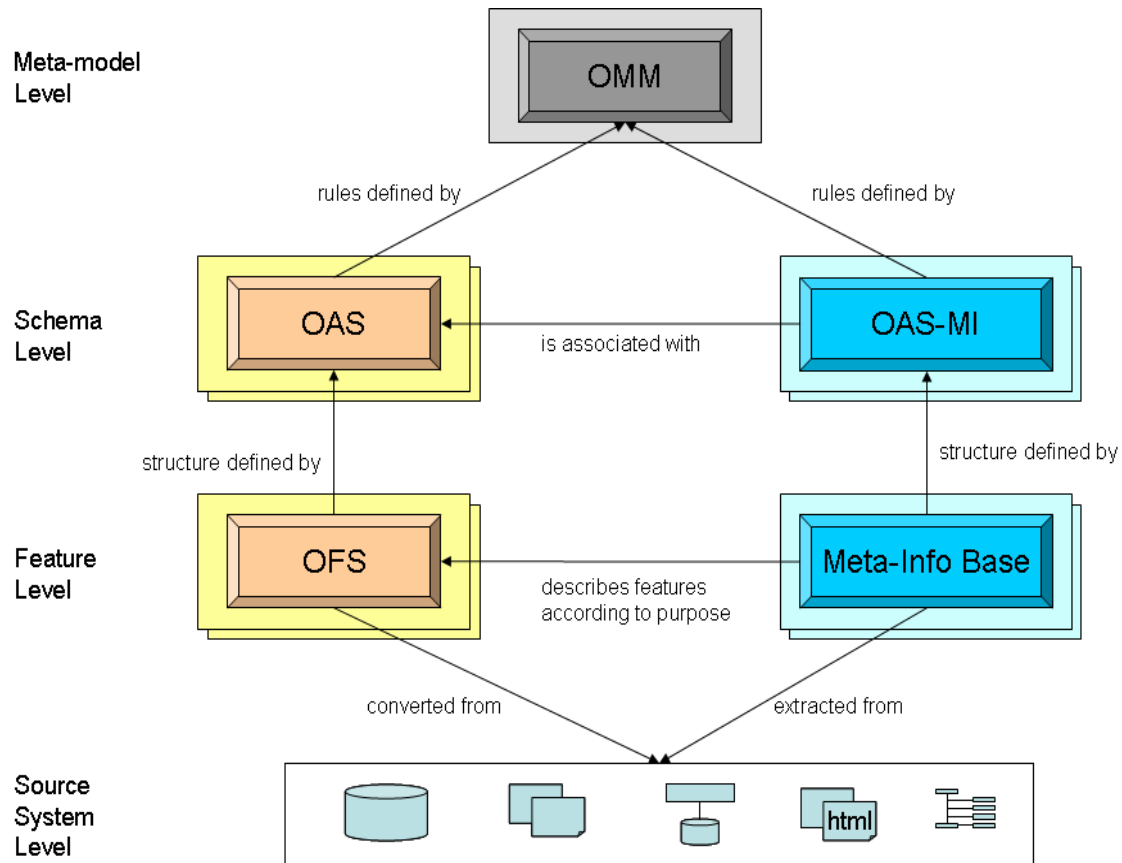 Meta-model
Level
OMM
rules defined by
rules defined by
Schema
Level
OAS
OAS-MI
is associated with
structure defined by
structure defined by
Feature
Level
OFS
Meta-Info Base
describes features
according to purpose
converted from
extracted from
Source
System
Level
html